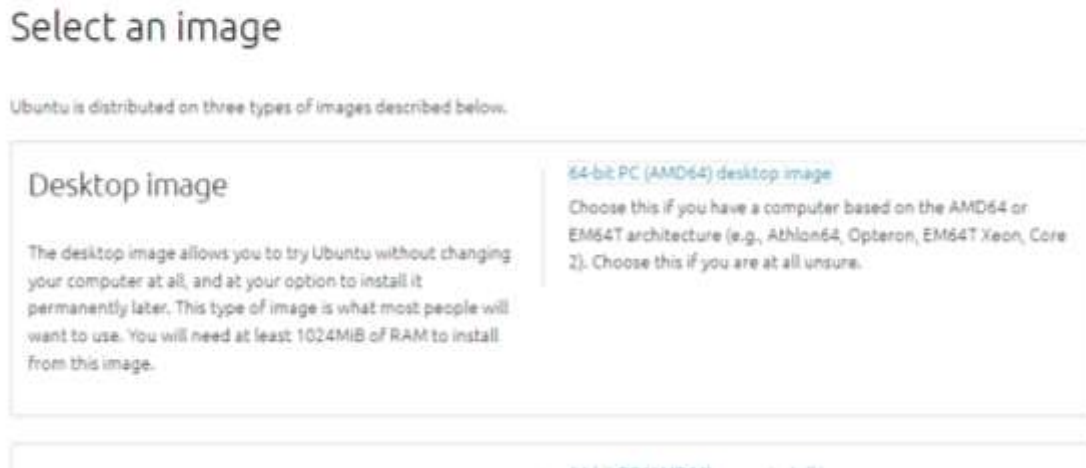 Select an image
Ubuntu is distributed on three types of images described below.
Desktop image
The desktop image allows you to try Ubuntu without changing
your computer at all, and at your option to install it
permanently later. This type of image is what most people will
want to use. You will need at least 1024MiB of RAM to install
from this image.
64-bit PC (AMD64) desktop image
Choose this if you have a computer based on the AMD64 or
EM64T architecture (e.g., Athlon64, Opteron, EM64T Xeon, Core
2). Choose this if you are at all unsure.